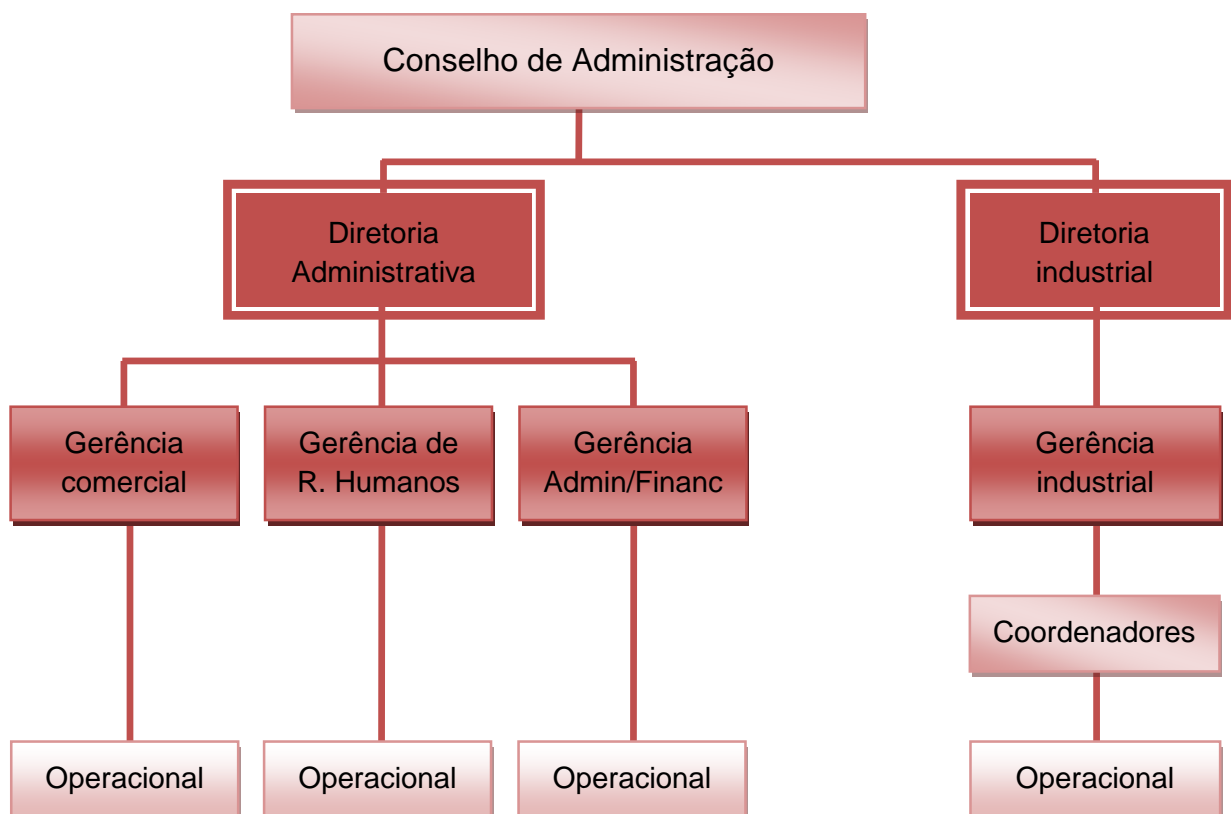 Conselho de Administração
Diretoria
Administrativa
Diretoria
industrial
Gerência
comercial
Gerência de
R. Humanos
Gerência
Admin/Financ
Gerência
industrial
Coordenadores
Operacional
Operacional
Operacional
Operacional